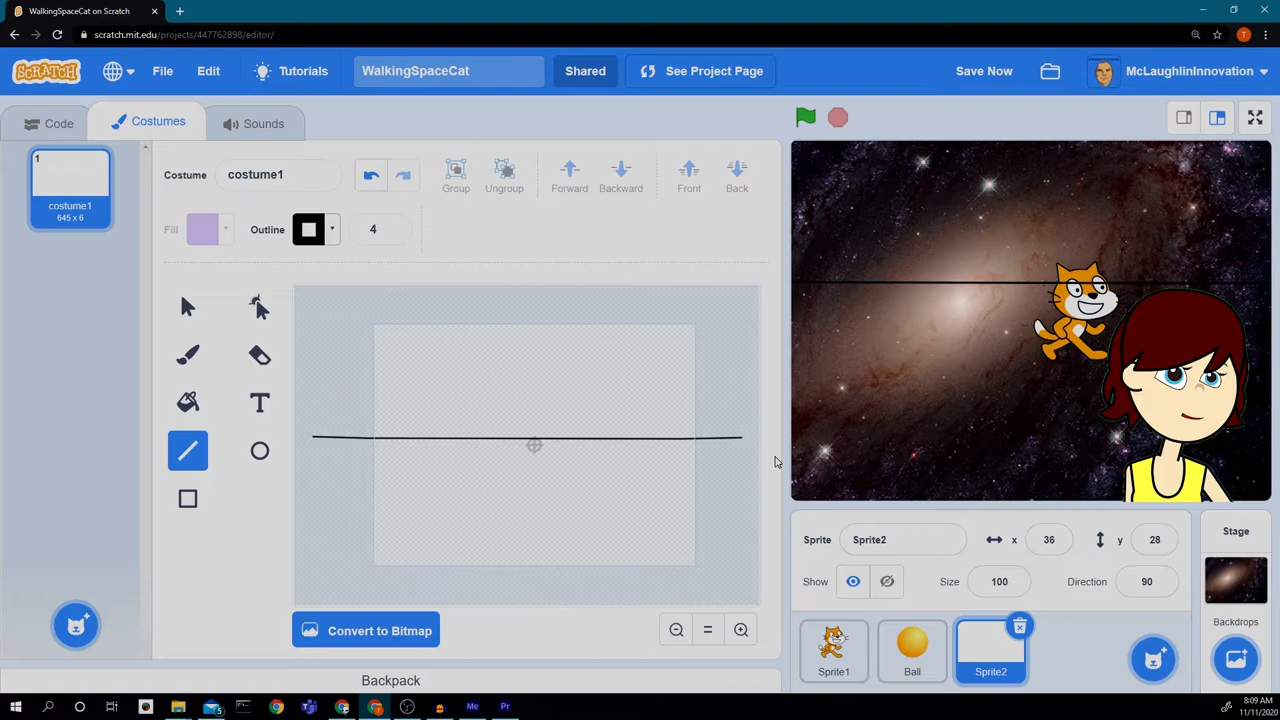 WalkingSpaceCat on Scratch
scratch.mit.edu/projects/447762898/editor/
T
SCRATCH
File
Edit
Tutorials
WalkingSpaceCat
Shared
See Project Page
Save Now
McLaughlinInnovation
Code
Costumes
Sounds
1
costume1
645 x 6
Costume
costume1
Group
Ungroup
Forward
Backward
Front
Back
Fill
Outline
4
Convert to Bitmap
Backpack
Sprite
Sprite2
x
36
y
28
Show
Size
100
Direction
90
Sprite1
Ball
Sprite2
Stage
Backdrops
Me
Pr
8:09 AM
11/11/2020